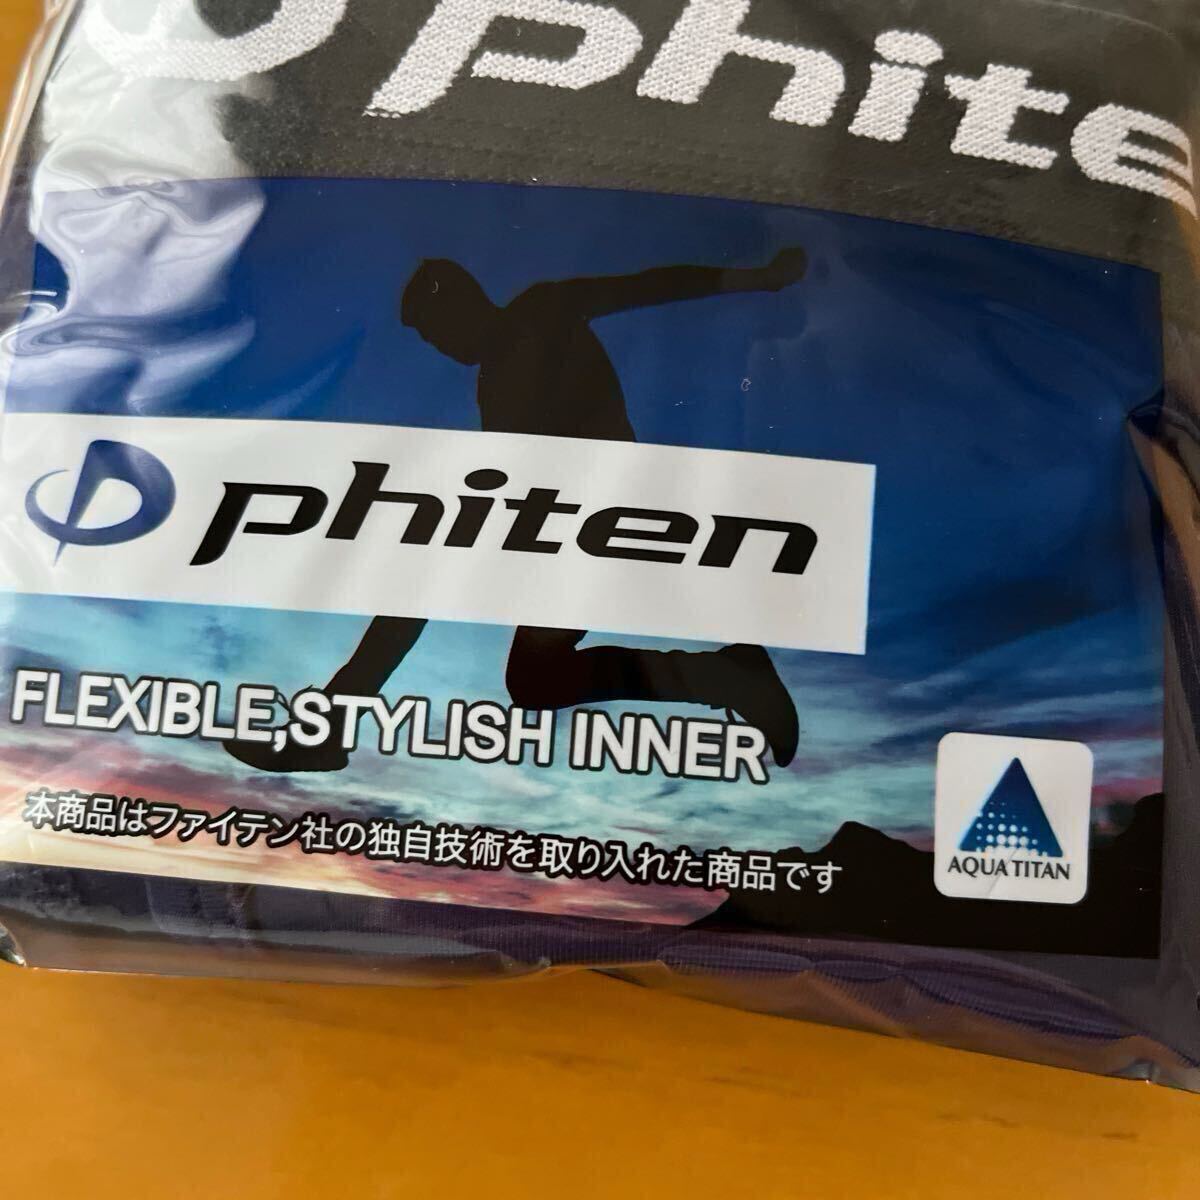 phite
phiten
FLEXIBLE,STYLISH INNER
本商品はファイテン社の独自技術を取り入れた商品です
AQUA TITAN